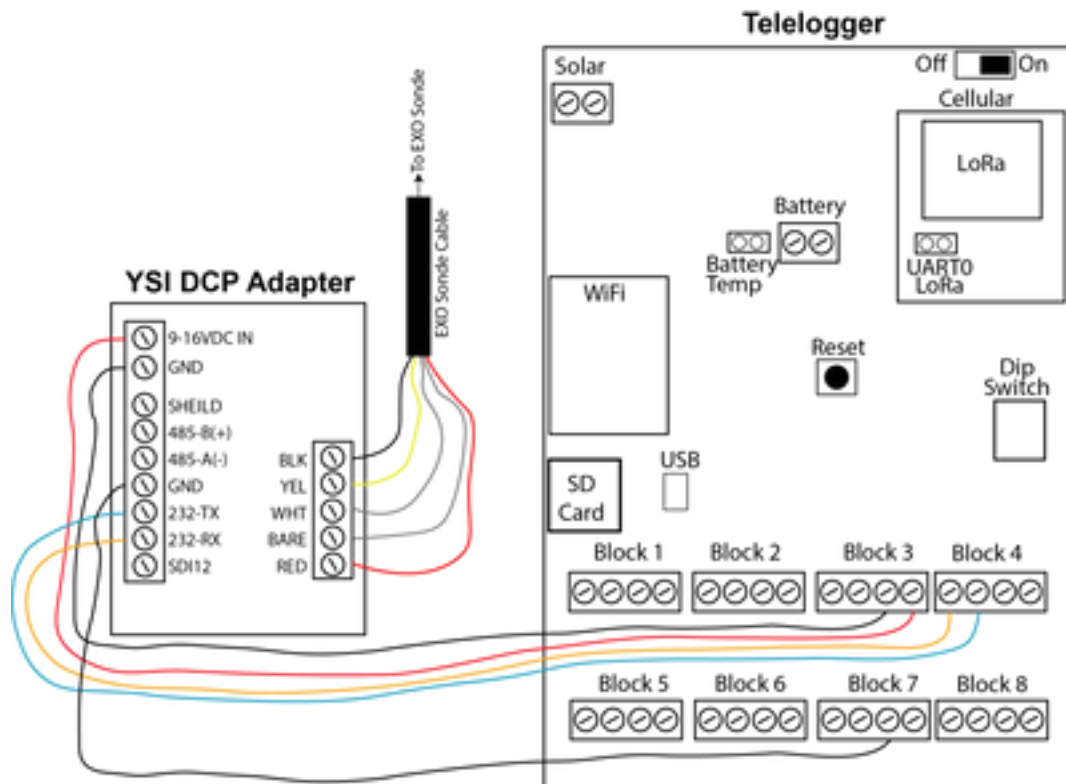 Telelogger
Solar
Off
On
Cellular
LoRa
UART0
LoRa
Battery
Battery
Temp
WiFi
Reset
Dip
Switch
USB
SD
Card
Block 1
Block 2
Block 3
Block 4
Block 5
Block 6
Block 7
Block 8
To EXO Sonde
EXO Sonde Cable
YSI DCP Adapter
9-16VDC IN
GND
SHEILD
485-B(+)
485-A(-)
GND
232-TX
232-RX
SDI12
BLK
YEL
WHT
BARE
RED